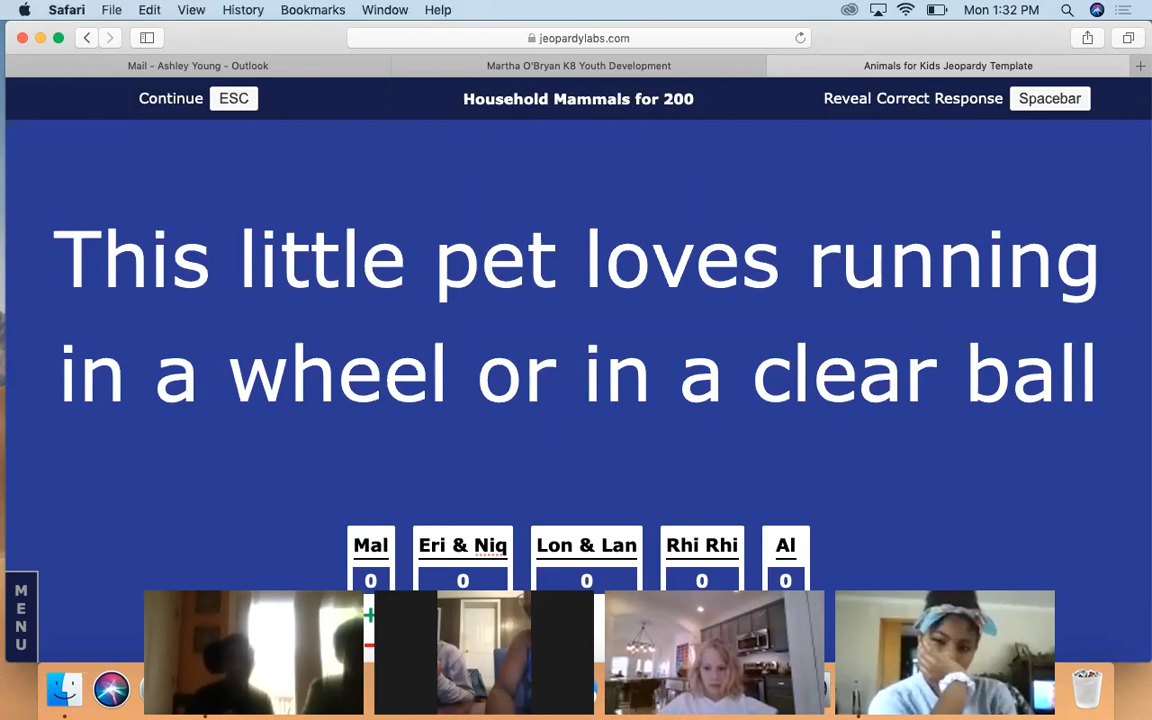 Safari File Edit View History Bookmarks Window Help Mon 1:32 PM
jeopardylabs.com
Mail - Ashley Young - Outlook Martha O'Bryan K8 Youth Development Animals for Kids Jeopardy Template
Continue ESC Household Mammals for 200 Reveal Correct Response Spacebar
This little pet loves running
in a wheel or in a clear ball
Mal Eri & Niq Lon & Lan Rhi Rhi Al
0 0 0 0 0
MENU